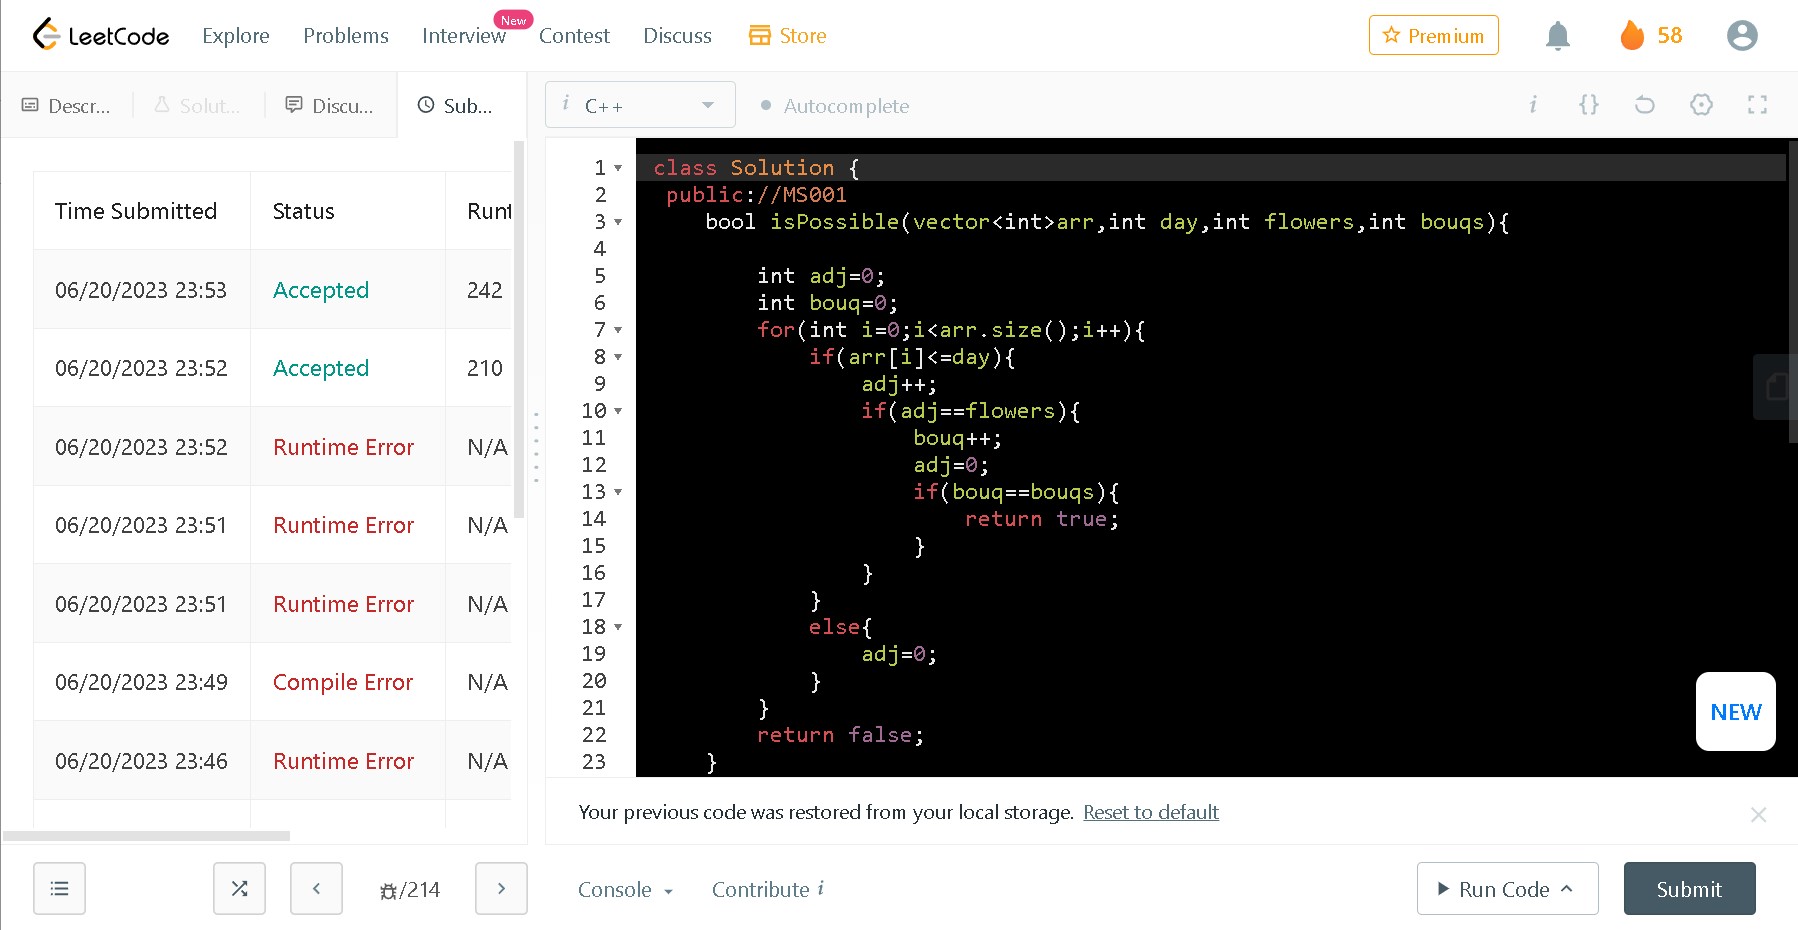 LeetCode Explore Problems Interview New Contest Discuss Store Premium 58
Descr... Solut... Discu... Sub... i C++ Autocomplete i {}
Time Submitted Status Runt
06/20/2023 23:53 Accepted 242
06/20/2023 23:52 Accepted 210
06/20/2023 23:52 Runtime Error N/A
06/20/2023 23:51 Runtime Error N/A
06/20/2023 23:51 Runtime Error N/A
06/20/2023 23:49 Compile Error N/A
06/20/2023 23:46 Runtime Error N/A
1 class Solution {
2 public://MS001
3 bool isPossible(vector<int>arr,int day,int flowers,int bouqs){
4
5 int adj=0;
6 int bouq=0;
7 for(int i=0;i<arr.size();i++){
8 if(arr[i]<=day){
9 adj++;
10 if(adj==flowers){
11 bouq++;
12 adj=0;
13 if(bouq==bouqs){
14 return true;
15 }
16 }
17 }
18 else{
19 adj=0;
20 }
21 }
22 return false;
23 }
NEW
Your previous code was restored from your local storage. Reset to default
/214 Console Contribute i Run Code Submit